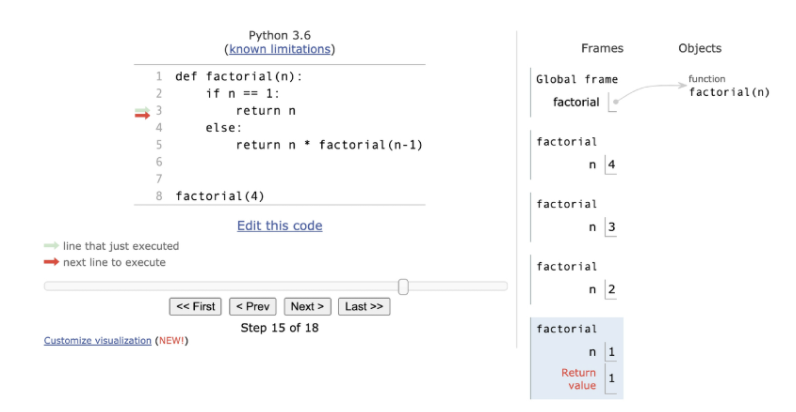 Python 3.6
(known limitations)
1 def factorial(n):
2     if n == 1:
3         return n
4     else:
5         return n * factorial(n-1)
6
7
8 factorial(4)
Edit this code
line that just executed
next line to execute
<< First < Prev Next > Last >>
Step 15 of 18
Customize visualization (NEW!)
Frames Objects
Global frame
factorial
function
factorial(n)
factorial
n 4
factorial
n 3
factorial
n 2
factorial
n 1
Return
value 1